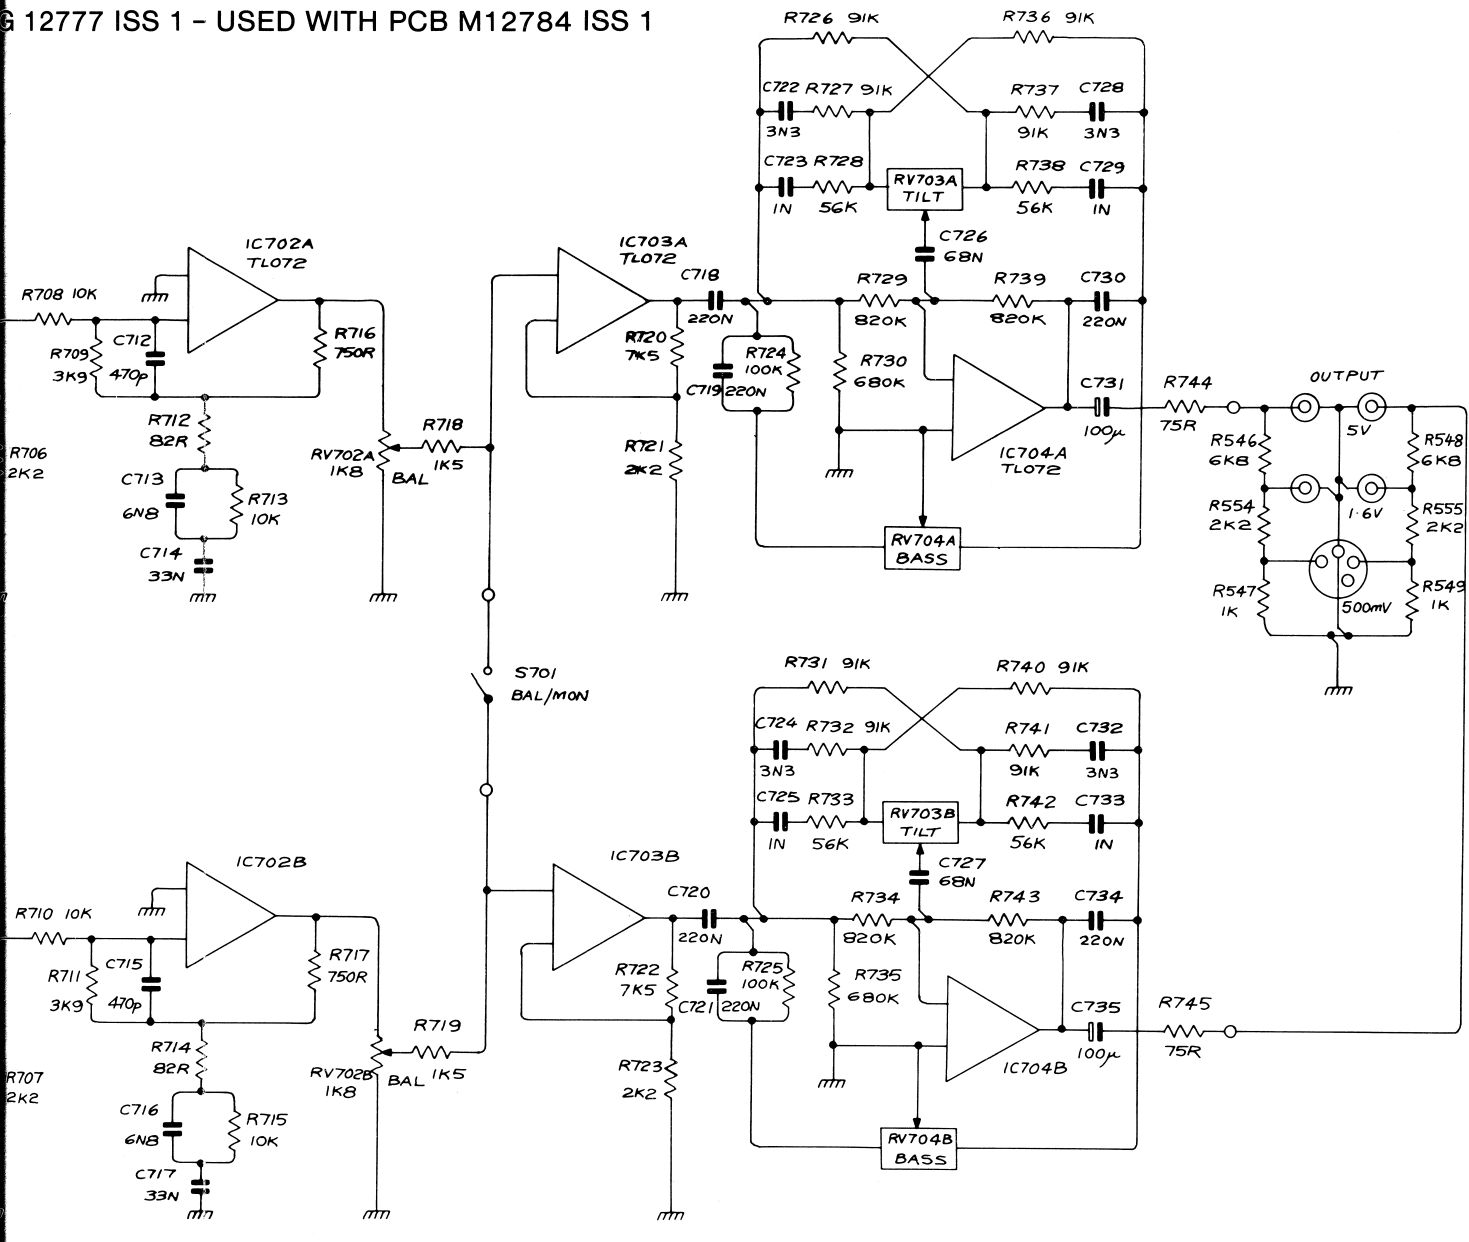 G 12777 ISS 1 – USED WITH PCB M12784 ISS 1
R726 91K
R736 91K
C722 R727 91K
3N3
R737 C728
91K 3N3
C723 R728
1N 56K
RV703A
TILT
R738 C729
56K 1N
C726
68N
IC702A
TL072
IC703A
TL072
C718
220N
R729
820K
R739
820K
C730
220N
R708 10K
R709
3K9
C712
470p
R716
750R
R720
7K5
R724
100K
C719 220N
R730
680K
IC704A
TL072
C731
100µ
R744
75R
OUTPUT
5V
R546
6K8
R548
6K8
R712
82R
R706
2K2
RV702A
1K8
BAL
R718
1K5
R721
2K2
C713
6N8
R713
10K
C714
33N
RV704A
BASS
R554
2K2
1·6V
R555
2K2
R547
1K
500mV
R549
1K
S701
BAL/MON
R731 91K
R740 91K
C724 R732 91K
3N3
R741 C732
91K 3N3
C725 R733
1N 56K
RV703B
TILT
R742 C733
56K 1N
C727
68N
IC702B
IC703B
C720
220N
R734
820K
R743
820K
C734
220N
R710 10K
R711
3K9
C715
470p
R717
750R
R722
7K5
R725
100K
C721 220N
R735
680K
IC704B
C735
100µ
R745
75R
R714
82R
R707
2K2
RV702B
1K8
BAL
R719
1K5
R723
2K2
C716
6N8
R715
10K
C717
33N
RV704B
BASS